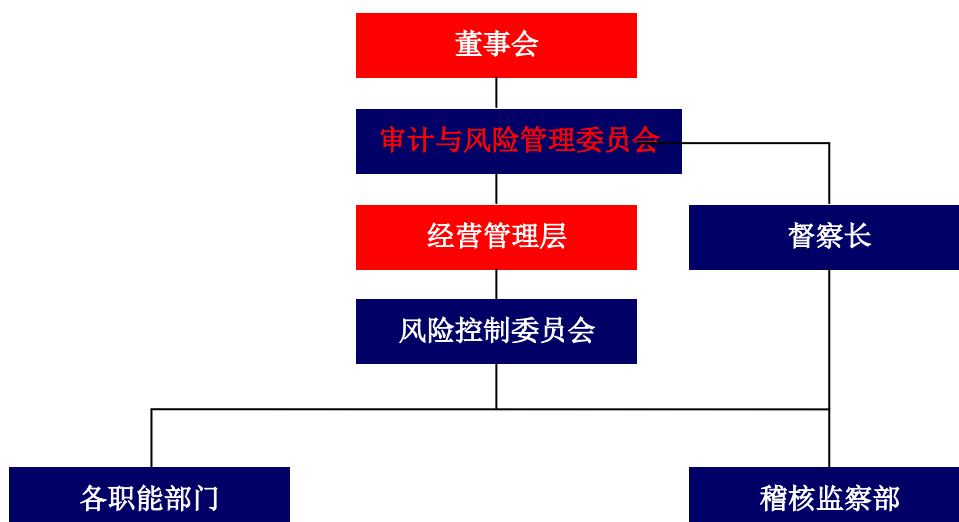 董事会
审计与风险管理委员会
经营管理层
督察长
风险控制委员会
各职能部门
稽核监察部